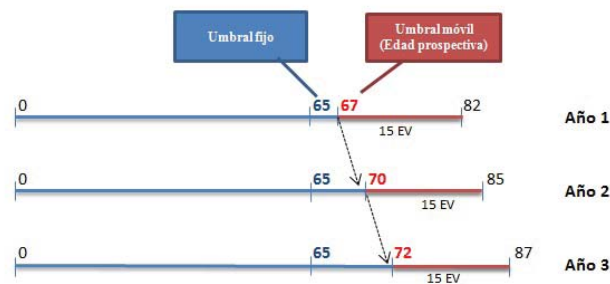 Umbral fijo
Umbral móvil
(Edad prospectiva)
0 65 67 82
15 EV
Año 1
0 65 70 85
15 EV
Año 2
0 65 72 87
15 EV
Año 3